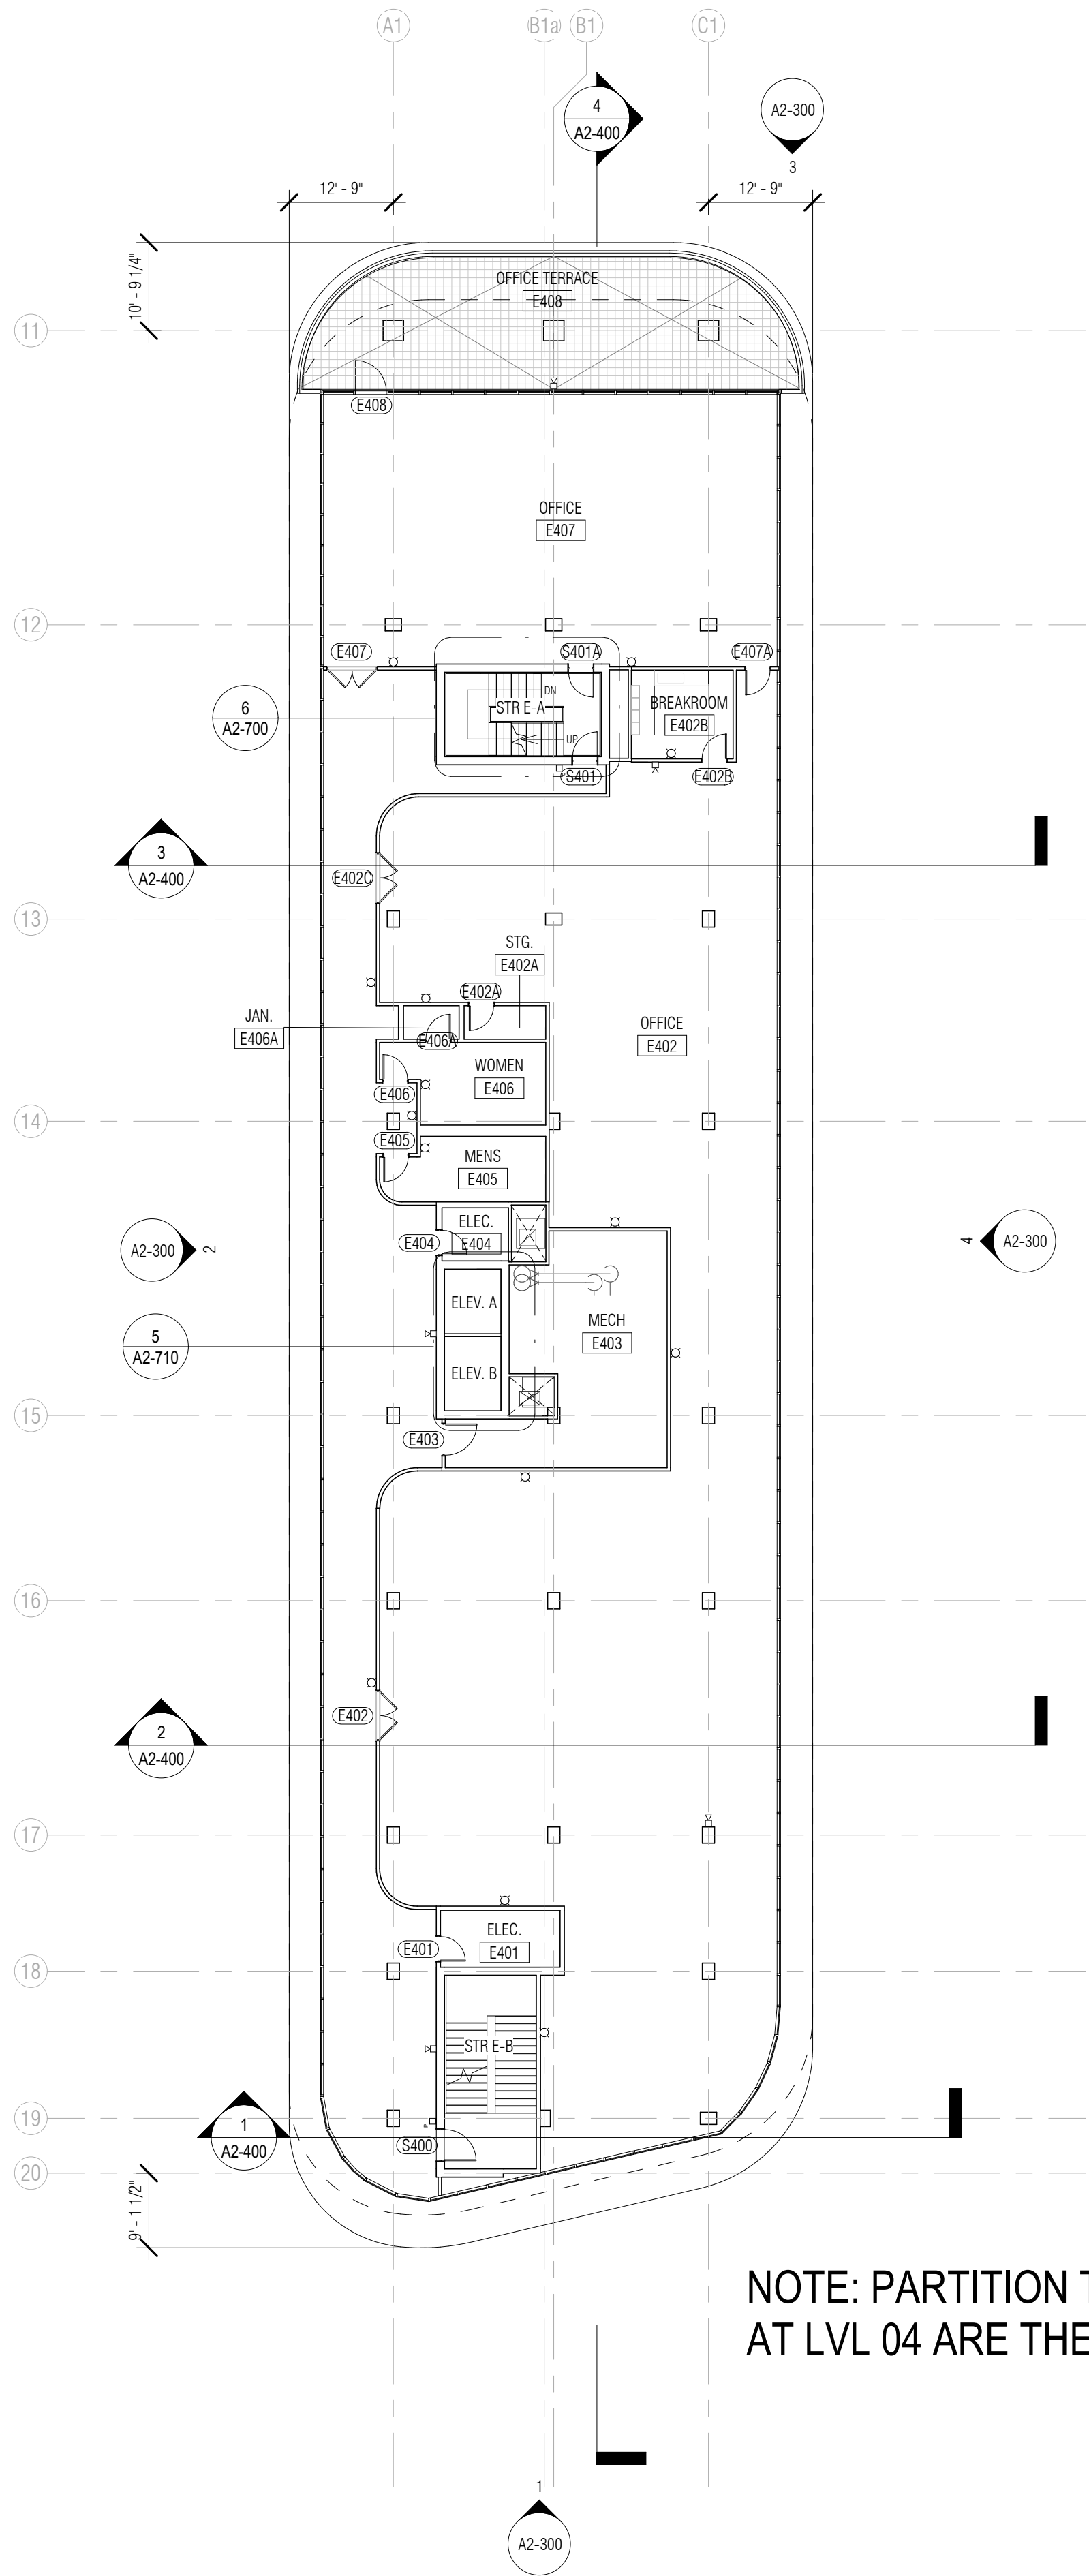 A1
B1a
B1
C1
4
A2-400
A2-300
3
12' - 9"
12' - 9"
10' - 9 1/4"
OFFICE TERRACE
E408
11
E408
OFFICE
E407
12
E407
S401A
E407A
DN
STR E-A
UP
BREAKROOM
E402B
6
A2-700
S401
E402B
3
A2-400
E402C
13
STG.
E402A
E402A
JAN.
E406A
E406A
OFFICE
E402
WOMEN
E406
E406
14
E405
MENS
E405
ELEC.
E404
E404
A2-300
2
4
A2-300
ELEV. A
MECH
E403
5
A2-710
ELEV. B
15
E403
16
E402
2
A2-400
17
ELEC.
E401
E401
18
STR E-B
19
1
A2-400
S400
20
9' - 1 1/2"
NOTE: PARTITION
AT LVL 04 ARE THE
1
A2-300